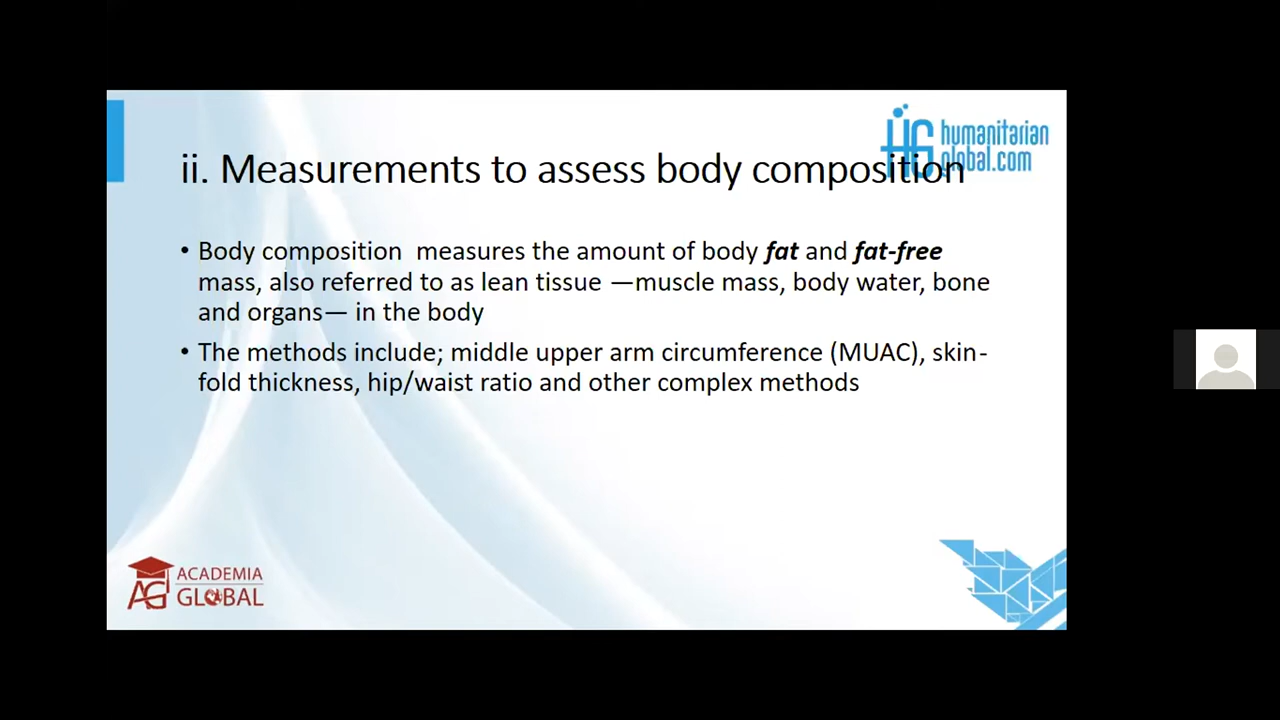 humanitarian
global.com
ii. Measurements to assess body composition
• Body composition  measures the amount of body fat and fat-free
mass, also referred to as lean tissue —muscle mass, body water, bone
and organs— in the body
• The methods include; middle upper arm circumference (MUAC), skin-
fold thickness, hip/waist ratio and other complex methods
AG ACADEMIA
GLOBAL